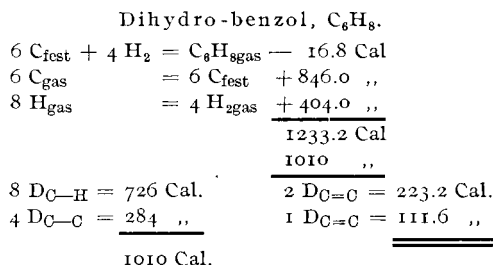 Dihydro-benzol, C₆H₈.
6 C_fest + 4 H₂ = C₆H₈gas — 16.8 Cal
6 C_gas = 6 C_fest +846.0 „
8 H_gas = 4 H₂gas +404.0 „
1233.2 Cal
1010 „
8 D_C—H = 726 Cal. 2 D_C=C = 223.2 Cal.
4 D_C—C = 284 „ 1 D_C=C = 111.6 „
1010 Cal.